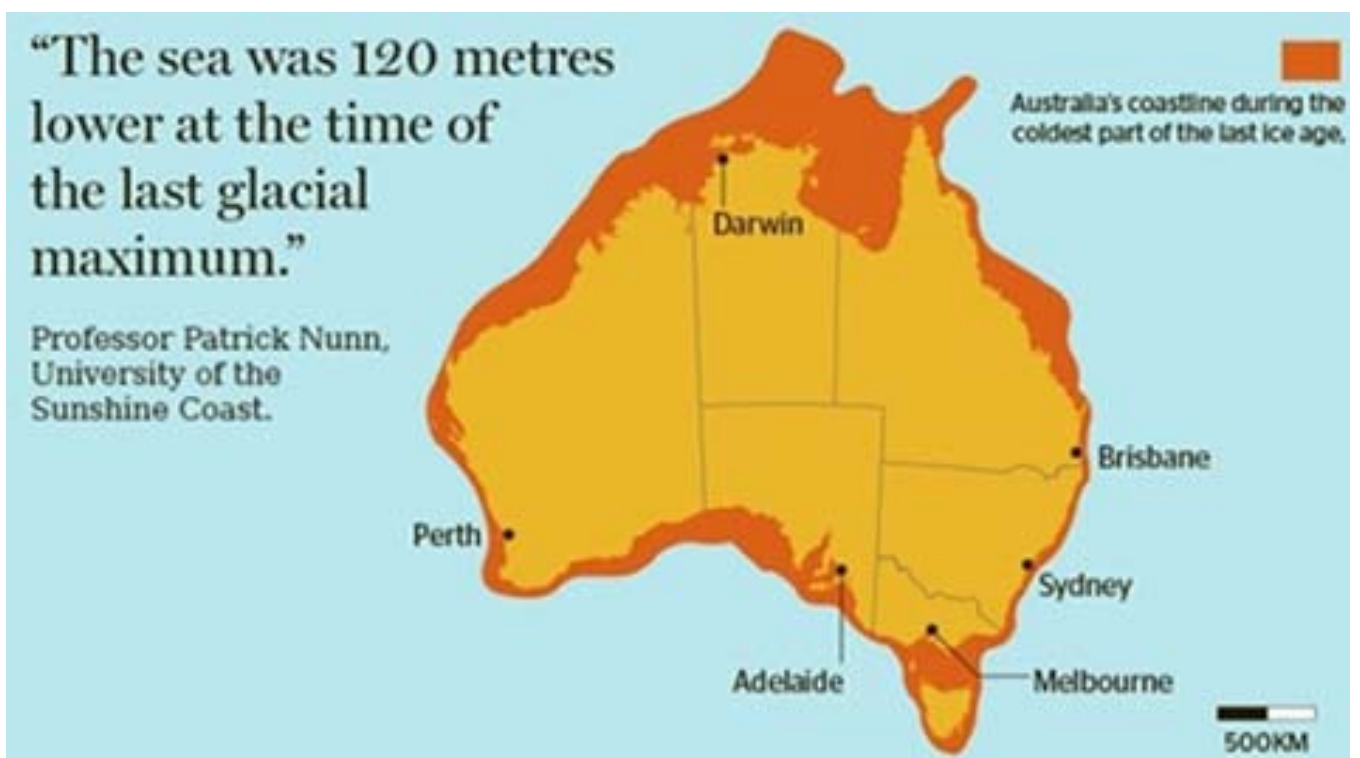 “The sea was 120 metres
lower at the time of
the last glacial
maximum.”
Professor Patrick Nunn,
University of the
Sunshine Coast.
Australia's coastline during the
coldest part of the last ice age.
Darwin
Brisbane
Perth
Sydney
Adelaide
Melbourne
500KM